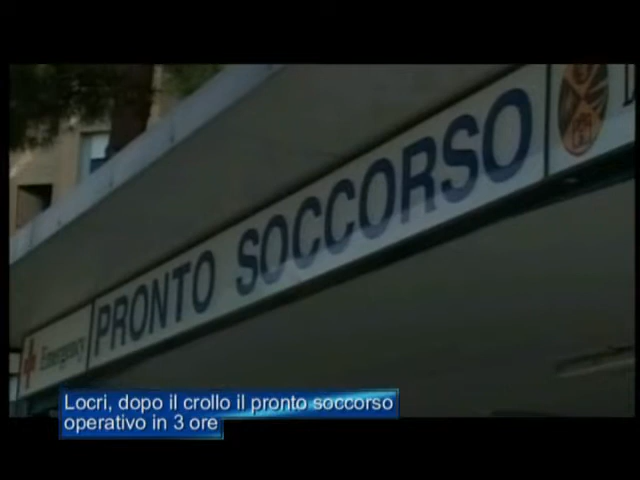 PRONTO SOCCORSO
Emergency
Locri, dopo il crollo il pronto soccorso
operativo in 3 ore